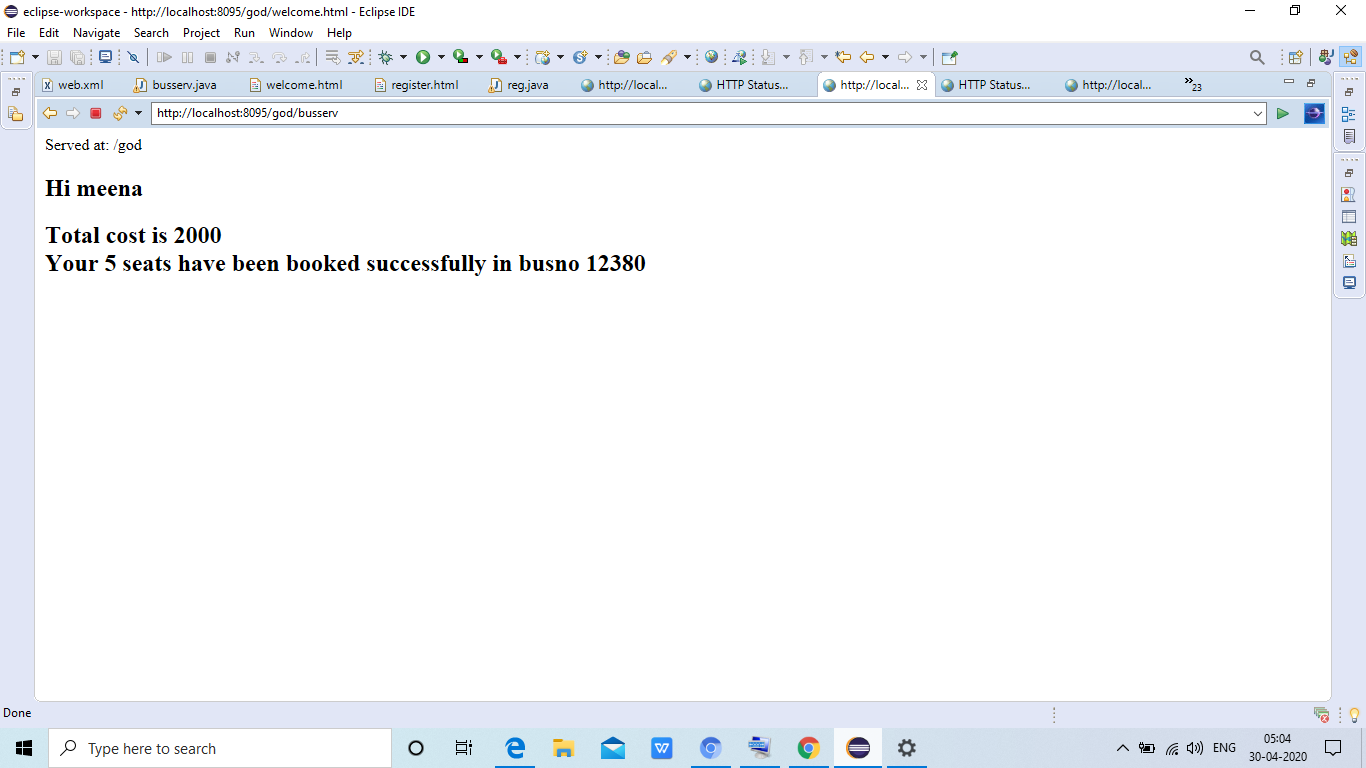 eclipse-workspace - http://localhost:8095/god/welcome.html - Eclipse IDE
File Edit Navigate Search Project Run Window Help
web.xml busserv.java welcome.html register.html reg.java http://local... HTTP Status... http://local... HTTP Status... http://local... »23
http://localhost:8095/god/busserv
Served at: /god
Hi meena
Total cost is 2000
Your 5 seats have been booked successfully in busno 12380
Done
Type here to search
ENG
05:04
30-04-2020